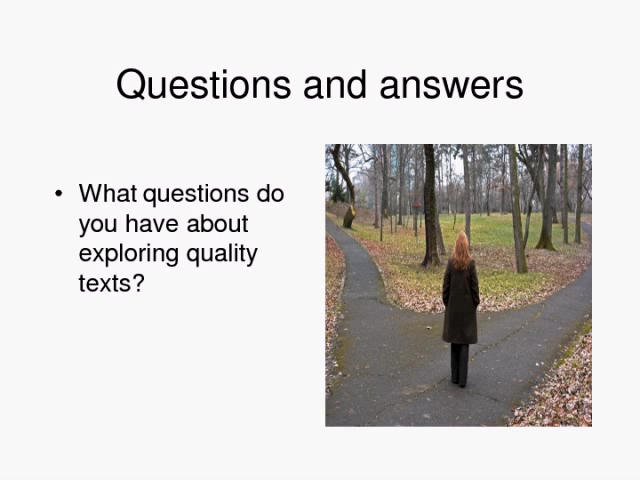 Questions and answers
• What questions do
you have about
exploring quality
texts?